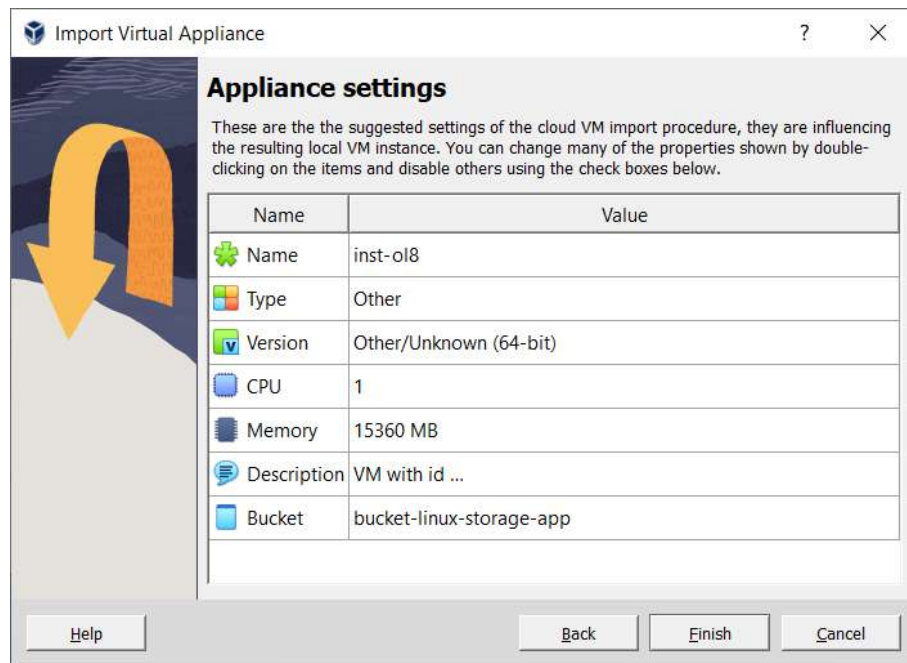 Import Virtual Appliance
?
Appliance settings
These are the the suggested settings of the cloud VM import procedure, they are influencing
the resulting local VM instance. You can change many of the properties shown by double-
clicking on the items and disable others using the check boxes below.
Name Value
Name inst-ol8
Type Other
Version Other/Unknown (64-bit)
CPU 1
Memory 15360 MB
Description VM with id ...
Bucket bucket-linux-storage-app
Help Back Finish Cancel